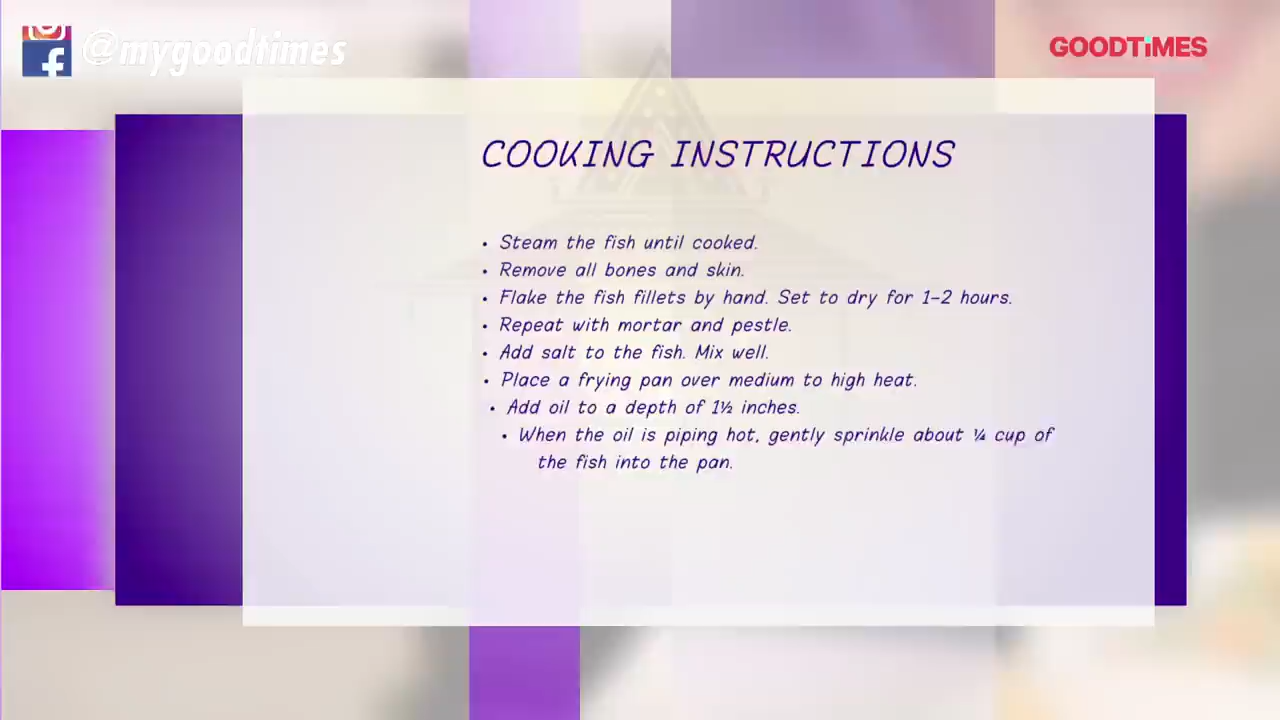 @mygoodtimes
GOODTiMES
COOKING INSTRUCTIONS
• Steam the fish until cooked.
• Remove all bones and skin.
• Flake the fish fillets by hand. Set to dry for 1-2 hours.
• Repeat with mortar and pestle.
• Add salt to the fish. Mix well.
• Place a frying pan over medium to high heat.
• Add oil to a depth of 1½ inches.
• When the oil is piping hot, gently sprinkle about ¼ cup of
the fish into the pan.